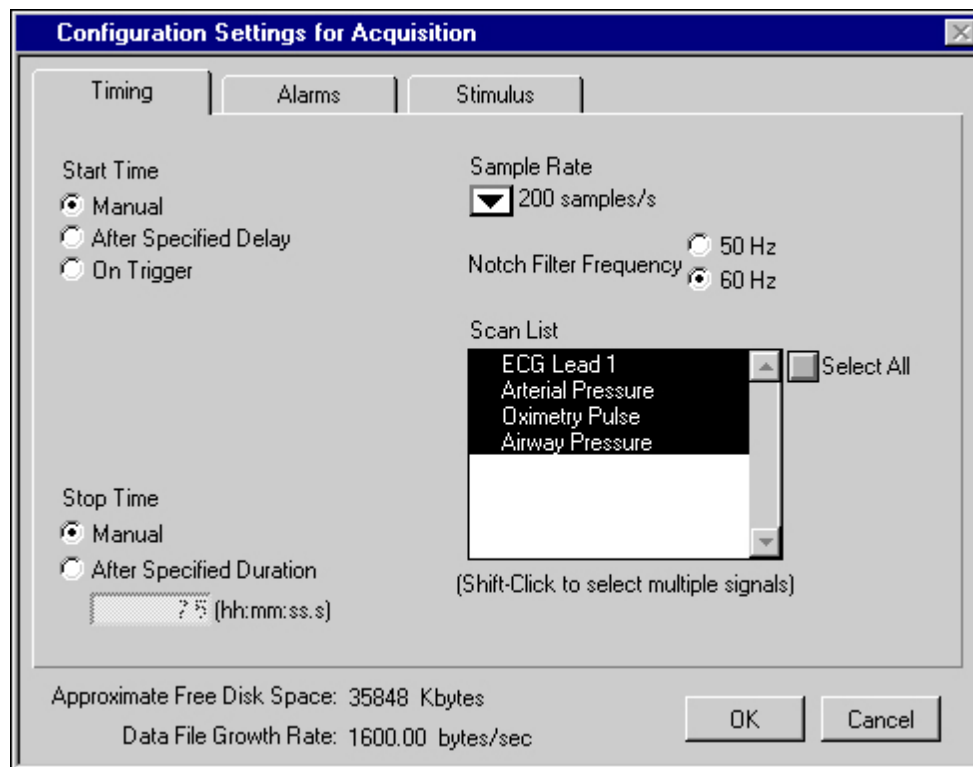 Configuration Settings for Acquisition
Timing
Alarms
Stimulus
Start Time
Manual
After Specified Delay
On Trigger
Sample Rate
200 samples/s
Notch Filter Frequency
50 Hz
60 Hz
Scan List
ECG Lead 1
Arterial Pressure
Oximetry Pulse
Airway Pressure
Select All
(Shift-Click to select multiple signals)
Stop Time
Manual
After Specified Duration
(hh:mm:ss.s)
Approximate Free Disk Space: 35848 Kbytes
Data File Growth Rate: 1600.00 bytes/sec
OK
Cancel